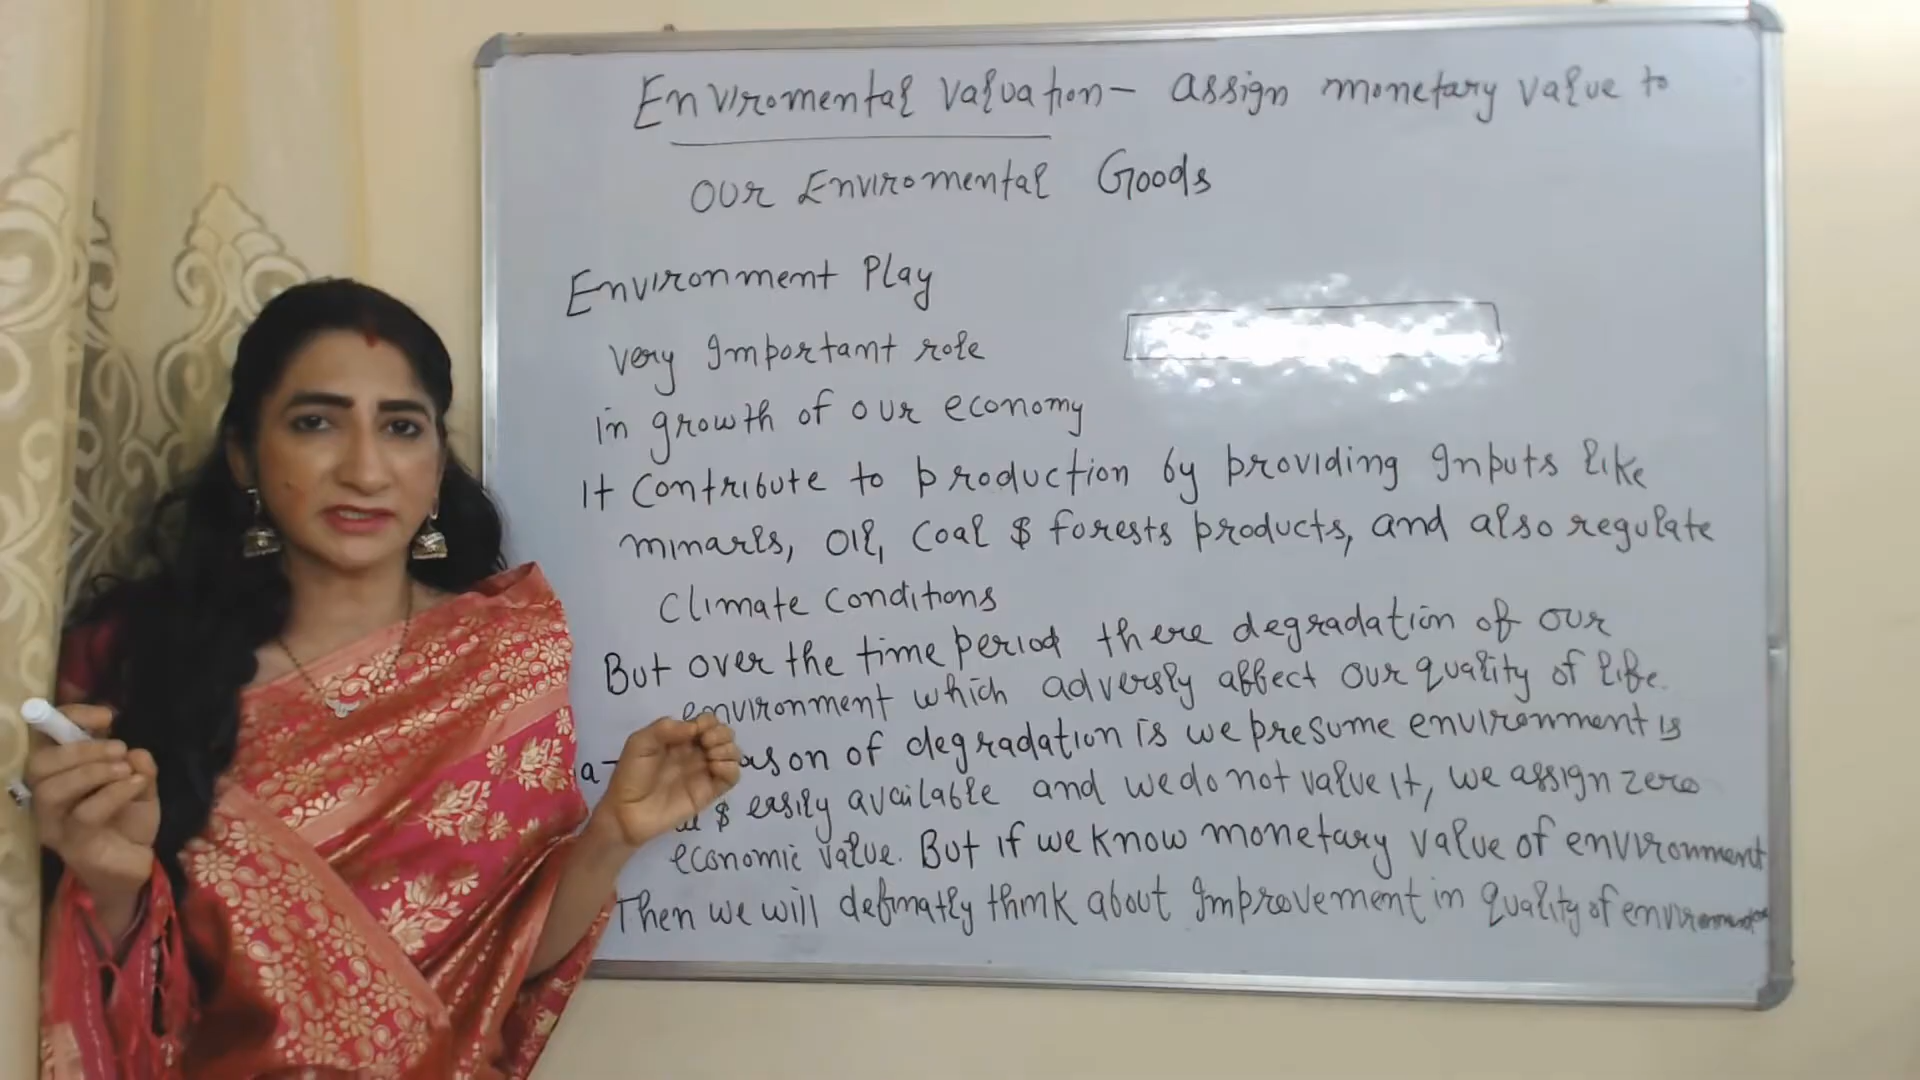 Enviromental Valuation - Assign monetary value to
our Enviromental Goods
Environment Play
very Important role
in growth of our economy
It Contribute to production by providing Inputs like
minarls, oil, Coal $ forests products, and also regulate
Climate Conditions
But over the time period there degradation of our
environment which adversly affect our quality of life.
of degradation is we presume environment is
$ easily available and we do not value it, we assign zero
economic value. But if we know monetary value of environment
Then we will definatly think about Improvement in quality of environment